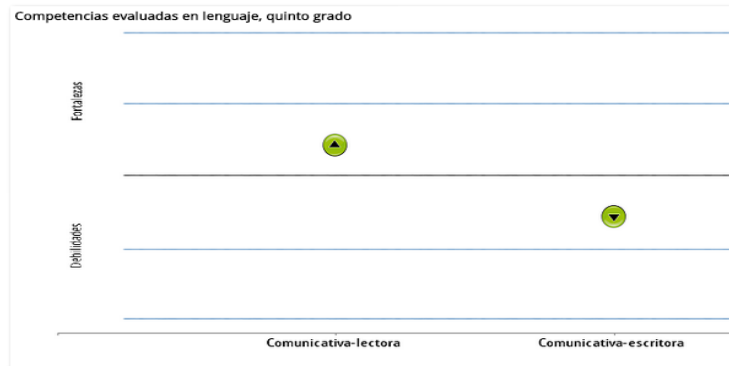 Competencias evaluadas en lenguaje, quinto grado
Fortalezas
Debilidades
Comunicativa-lectora
Comunicativa-escritora